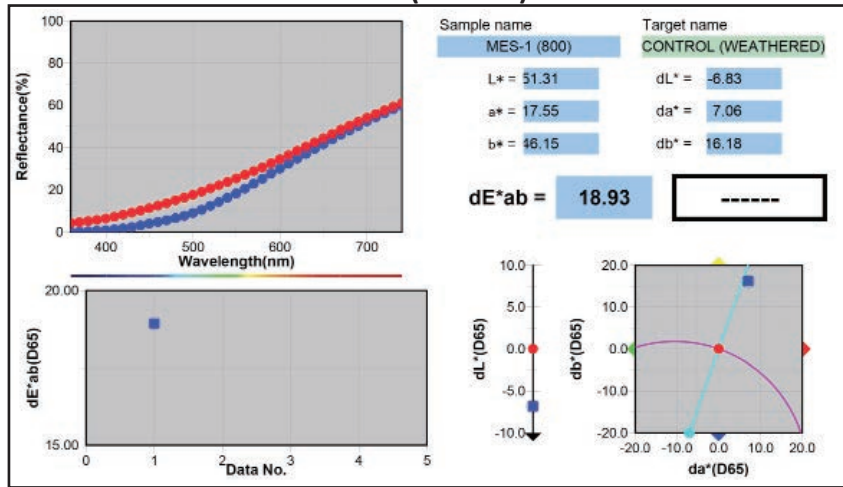 Sample name
Target name
MES-1 (800)
CONTROL (WEATHERED)
L* = 51.31
dL* = -6.83
a* = 17.55
da* = 7.06
b* = 46.15
db* = 16.18
dE*ab = 18.93
------
100
80
60
40
20
0
Reflectance(%)
400
500
600
700
Wavelength(nm)
20.00
15.00
dE*ab(D65)
0
1
2
3
4
5
Data No.
10.0
5.0
0.0
-5.0
-10.0
dL*(D65)
20.0
10.0
0.0
-10.0
-20.0
db*(D65)
-20.0
-10.0
0.0
10.0
20.0
da*(D65)